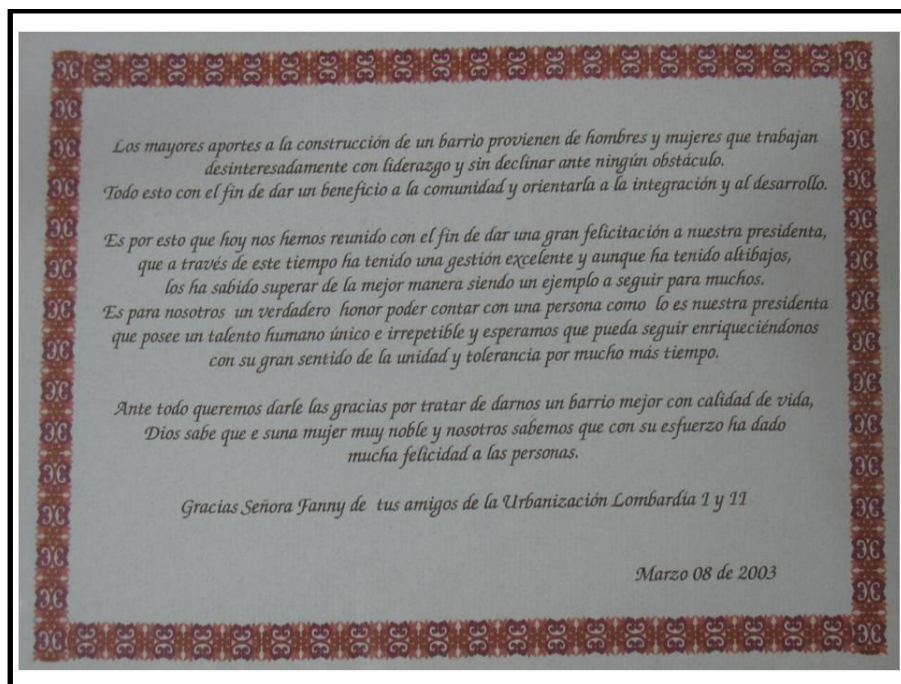 Los mayores aportes a la construcción de un barrio provienen de hombres y mujeres que trabajan
desinteresadamente con liderazgo y sin declinar ante ningún obstáculo.
Todo esto con el fin de dar un beneficio a la comunidad y orientarla a la integración y al desarrollo.
Es por esto que hoy nos hemos reunido con el fin de dar una gran felicitación a nuestra presidenta,
que a través de este tiempo ha tenido una gestión excelente y aunque ha tenido altibajos,
los ha sabido superar de la mejor manera siendo un ejemplo a seguir para muchos.
Es para nosotros un verdadero honor poder contar con una persona como lo es nuestra presidenta
que posee un talento humano único e irrepetible y esperamos que pueda seguir enriqueciéndonos
con su gran sentido de la unidad y tolerancia por mucho más tiempo.
Ante todo queremos darle las gracias por tratar de darnos un barrio mejor con calidad de vida,
Dios sabe que e suna mujer muy noble y nosotros sabemos que con su esfuerzo ha dado
mucha felicidad a las personas.
Gracias Señora Fanny de tus amigos de la Urbanización Lombardia I y II
Marzo 08 de 2003